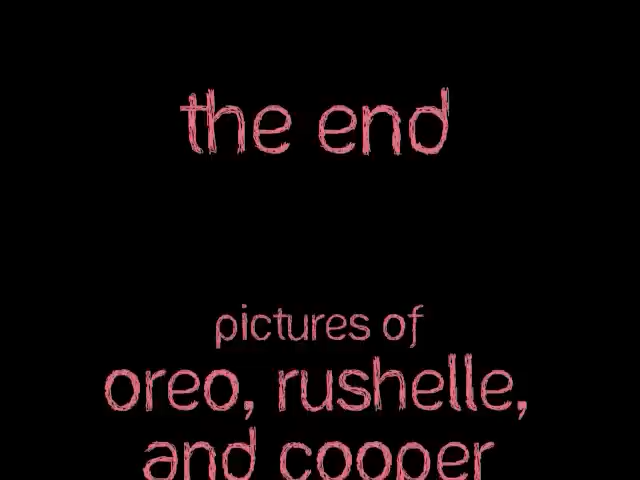 the end
pictures of
oreo, rushelle,
and cooper